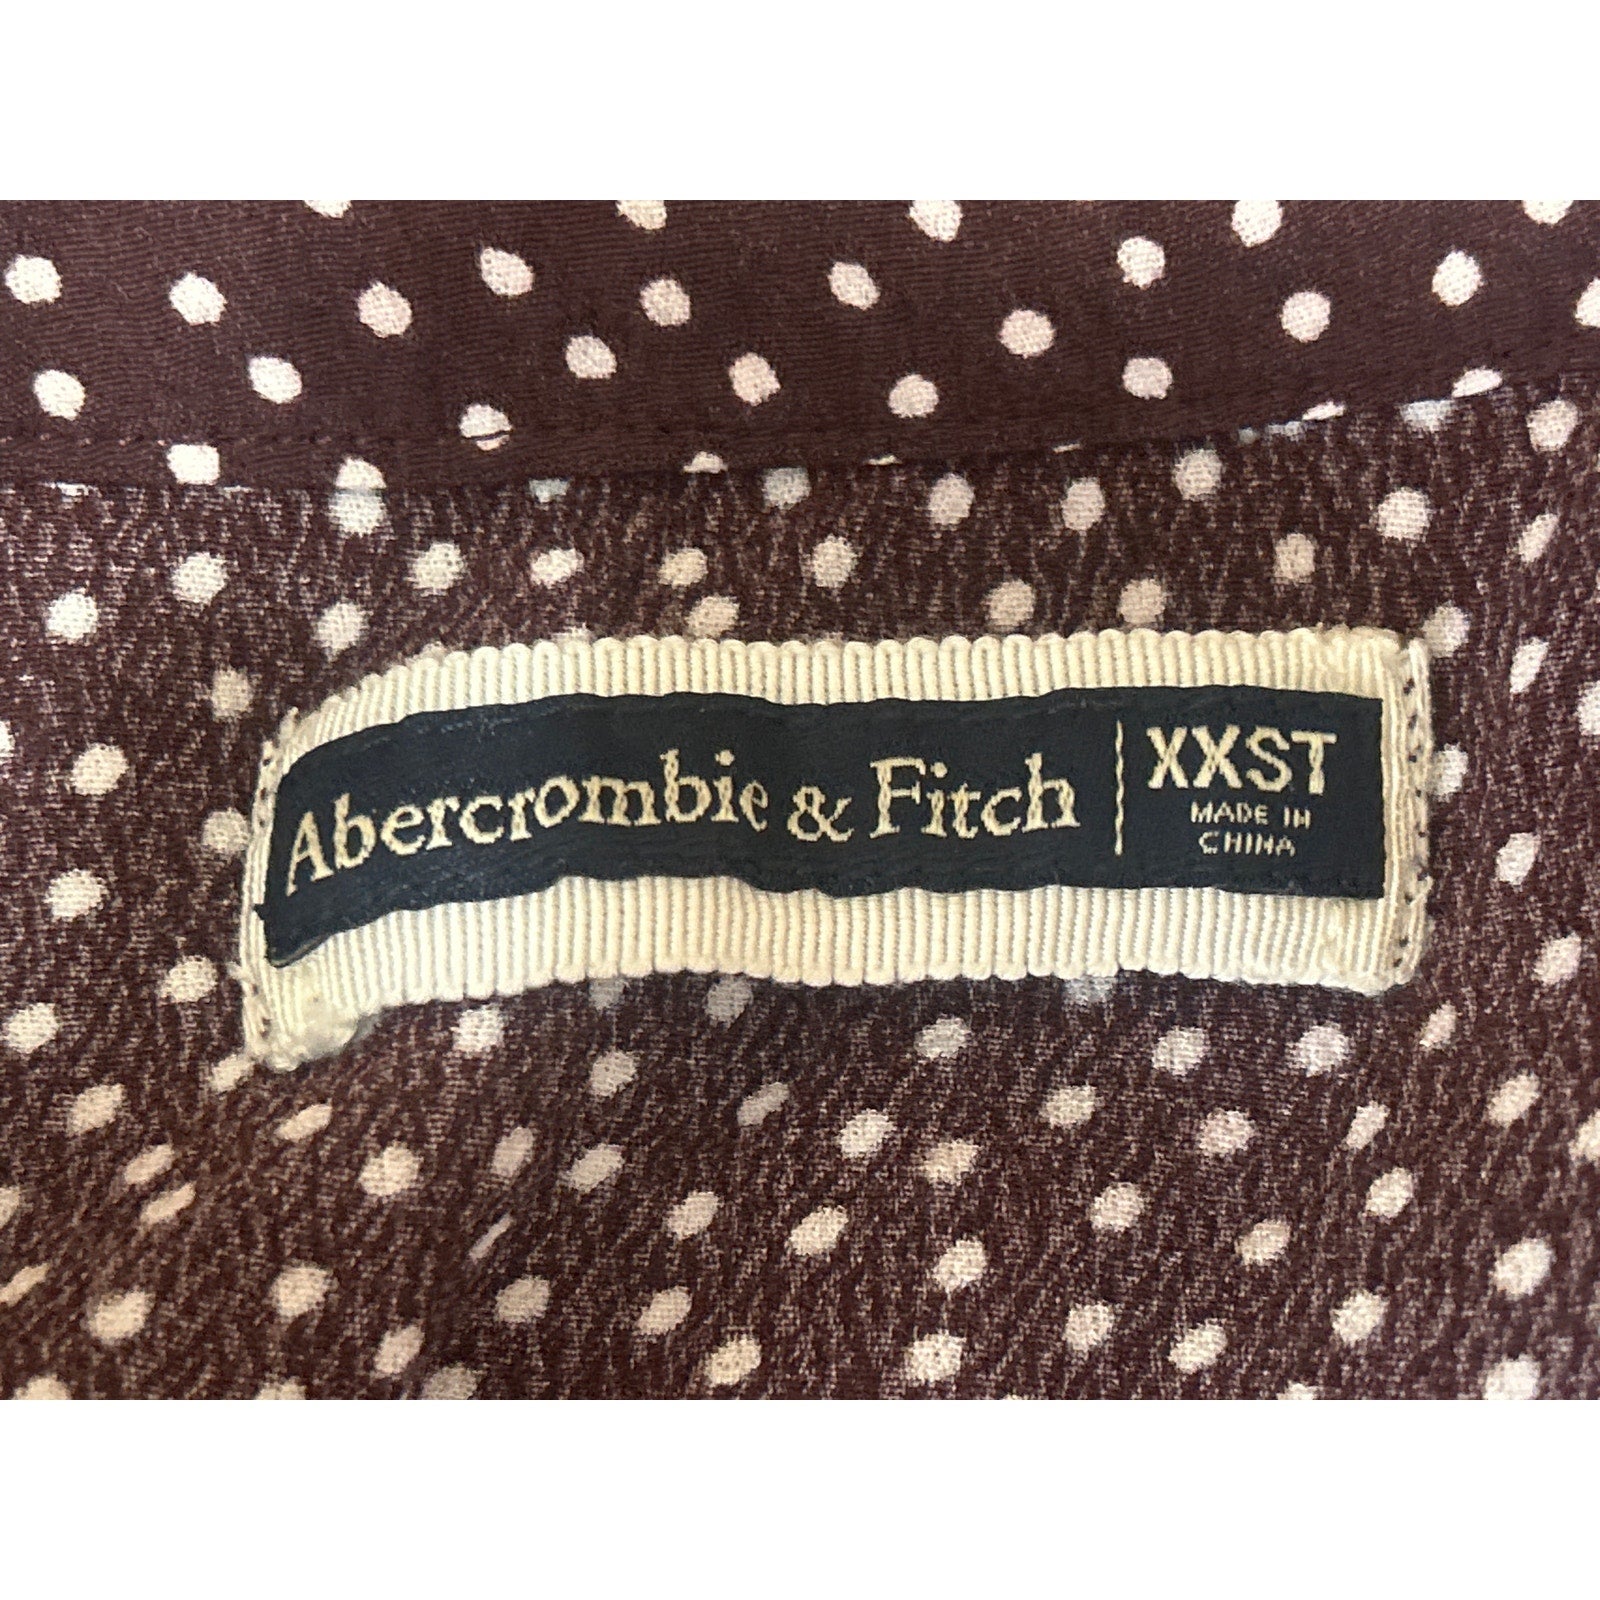 Abercrombie & Fitch
XXST
MADE IN
CHINA